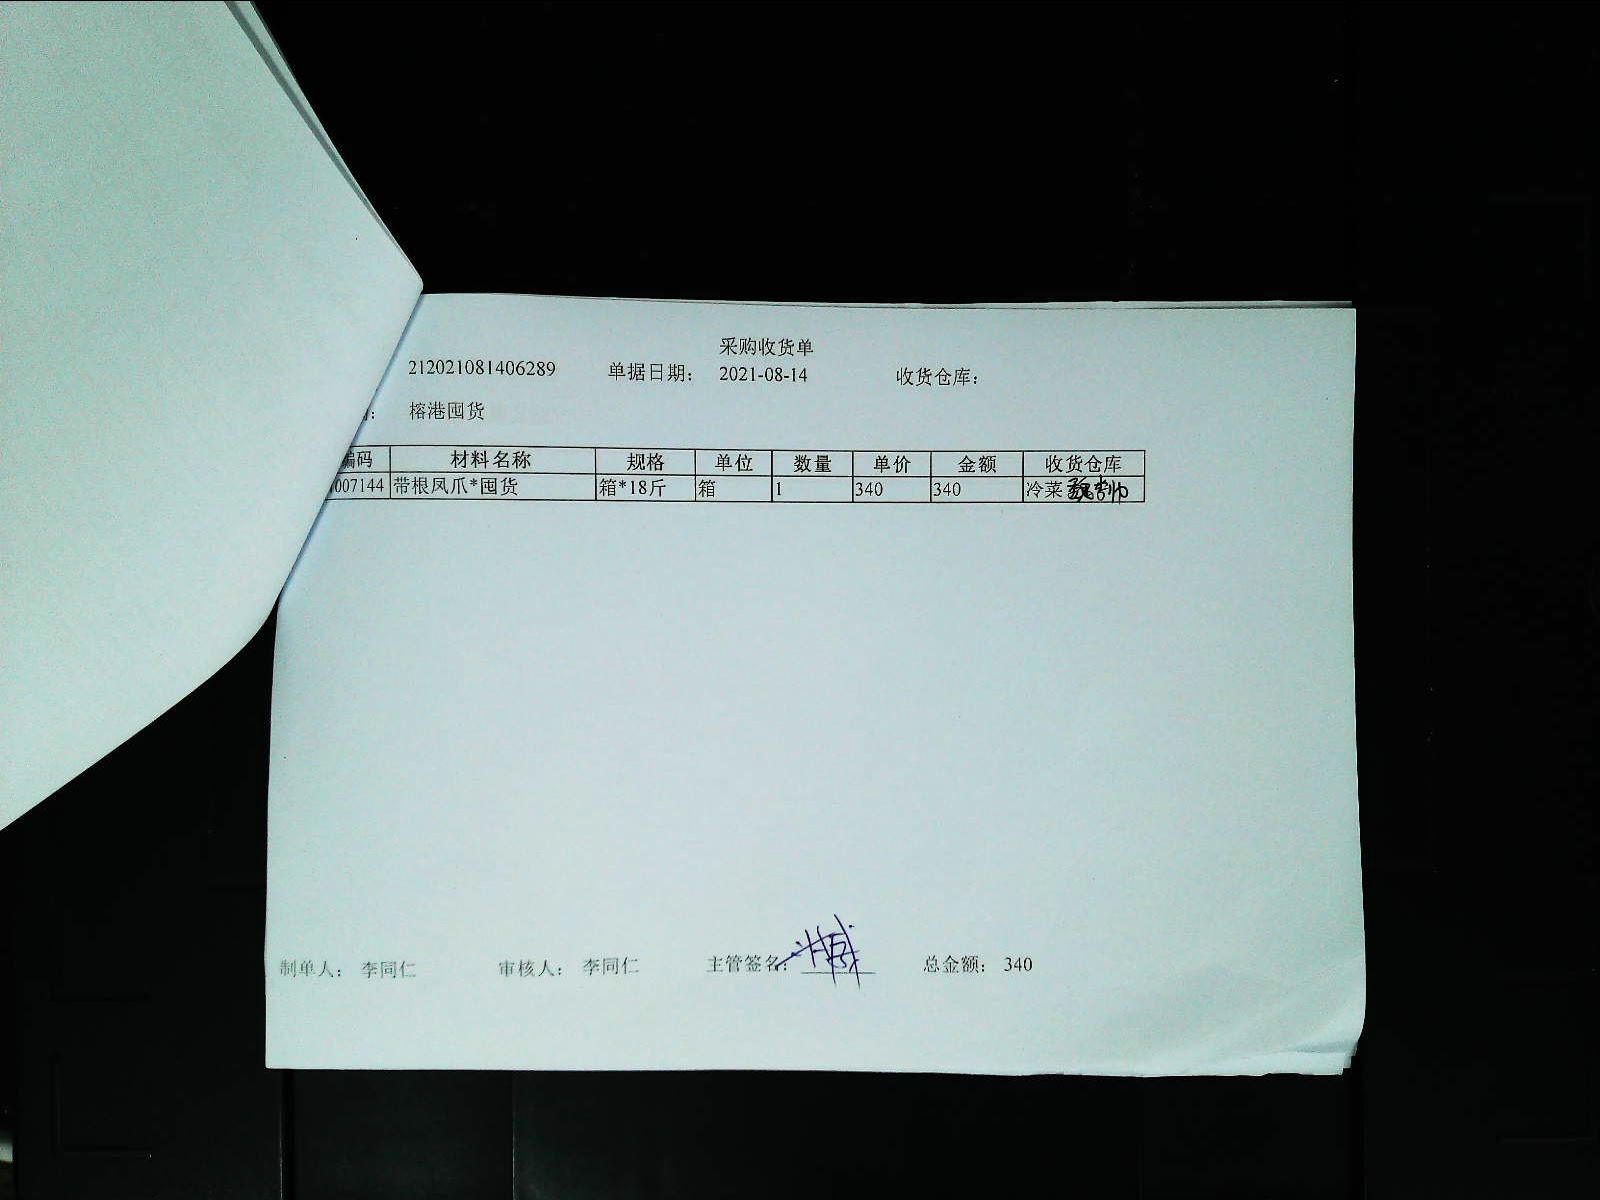 采购收货单
212021081406289 单据日期： 2021-08-14 收货仓库：
： 榕港囤货
编码 材料名称 规格 单位 数量 单价 金额 收货仓库
007144 带根凤爪*囤货 箱*18斤 箱 1 340 340 冷菜
制单人： 李同仁 审核人： 李同仁 主管签名： 总金额： 340